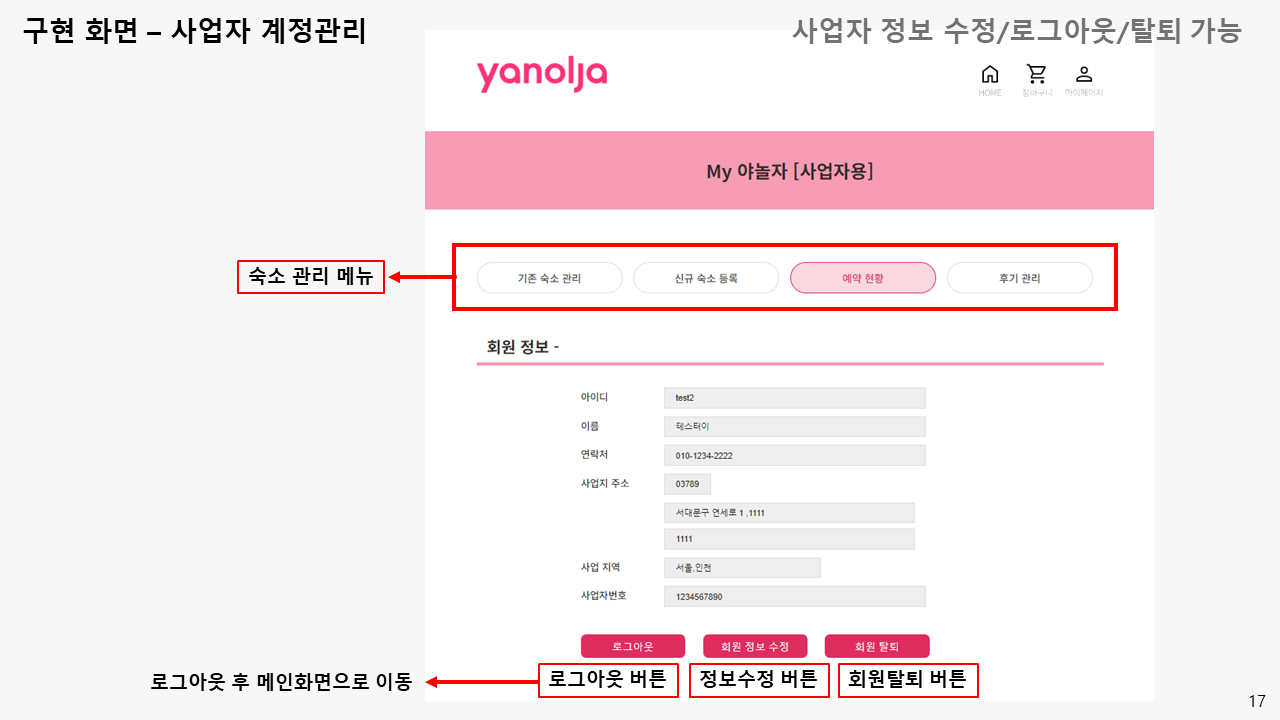 구현 화면 – 사업자 계정관리
사업자 정보 수정/로그아웃/탈퇴 가능
yanolja
HOME 장바구니 마이페이지
My 야놀자 [사업자용]
숙소 관리 메뉴
기존 숙소 관리 신규 숙소 등록 예약 현황 후기 관리
회원 정보 -
아이디 test2
이름 테스터이
연락처 010-1234-2222
사업지 주소 03789
서대문구 연세로 1 ,1111
1111
사업 지역 서울,인천
사업자번호 1234567890
로그아웃 회원 정보 수정 회원 탈퇴
로그아웃 후 메인화면으로 이동 로그아웃 버튼 정보수정 버튼 회원탈퇴 버튼
17